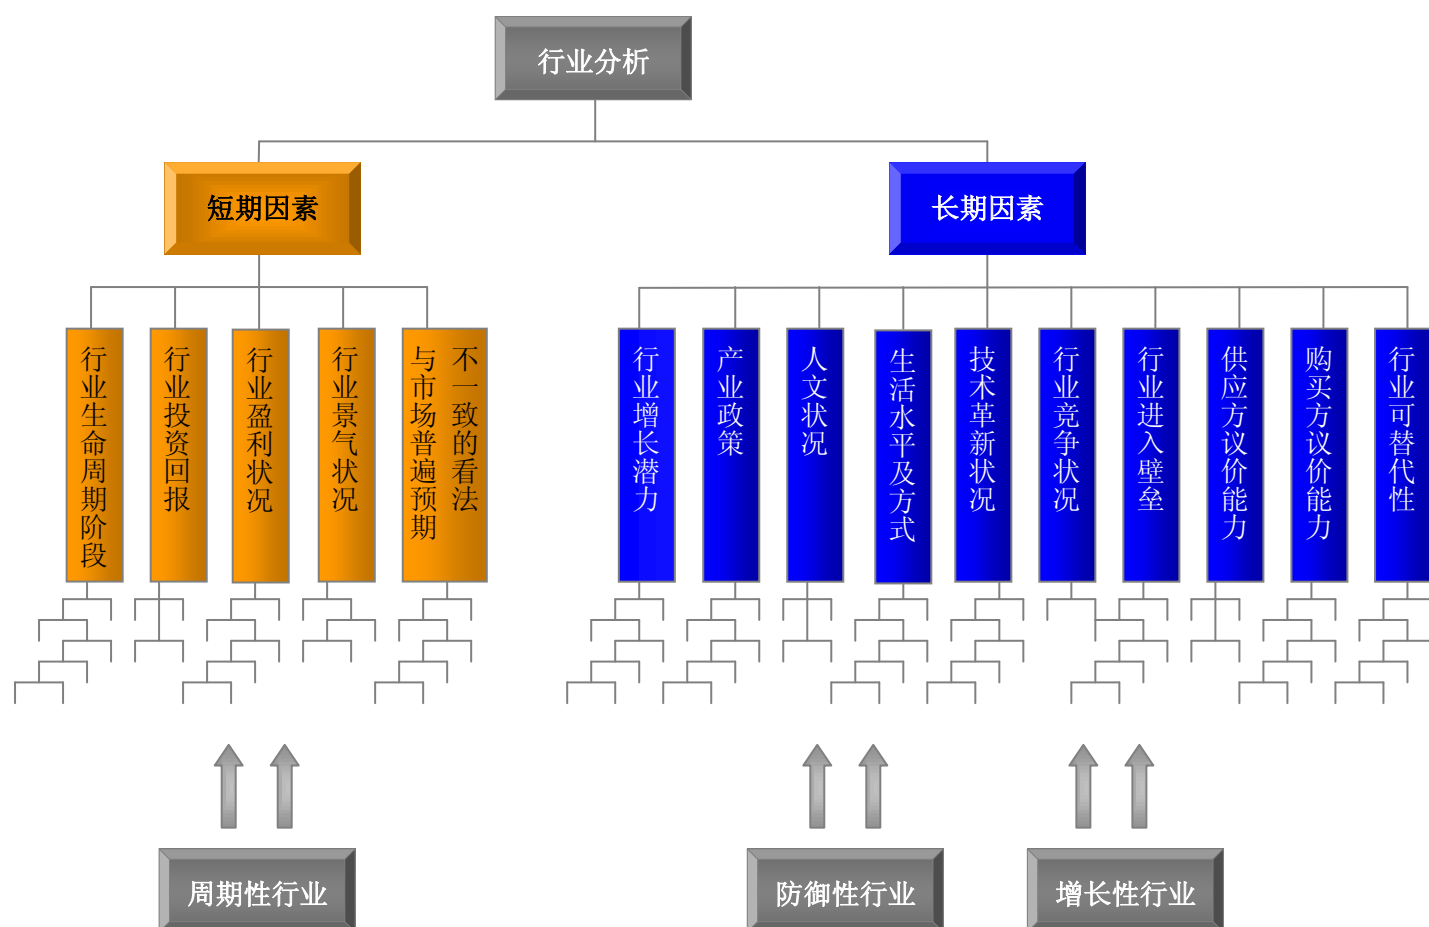 行业分析
短期因素
长期因素
行业生命周期阶段
行业投资回报
行业盈利状况
行业景气状况
与市场普遍预期
不一致的看法
行业增长潜力
产业政策
人文状况
生活水平及方式
技术革新状况
行业竞争状况
行业进入壁垒
供应方议价能力
购买方议价能力
行业可替代性
周期性行业
防御性行业
增长性行业